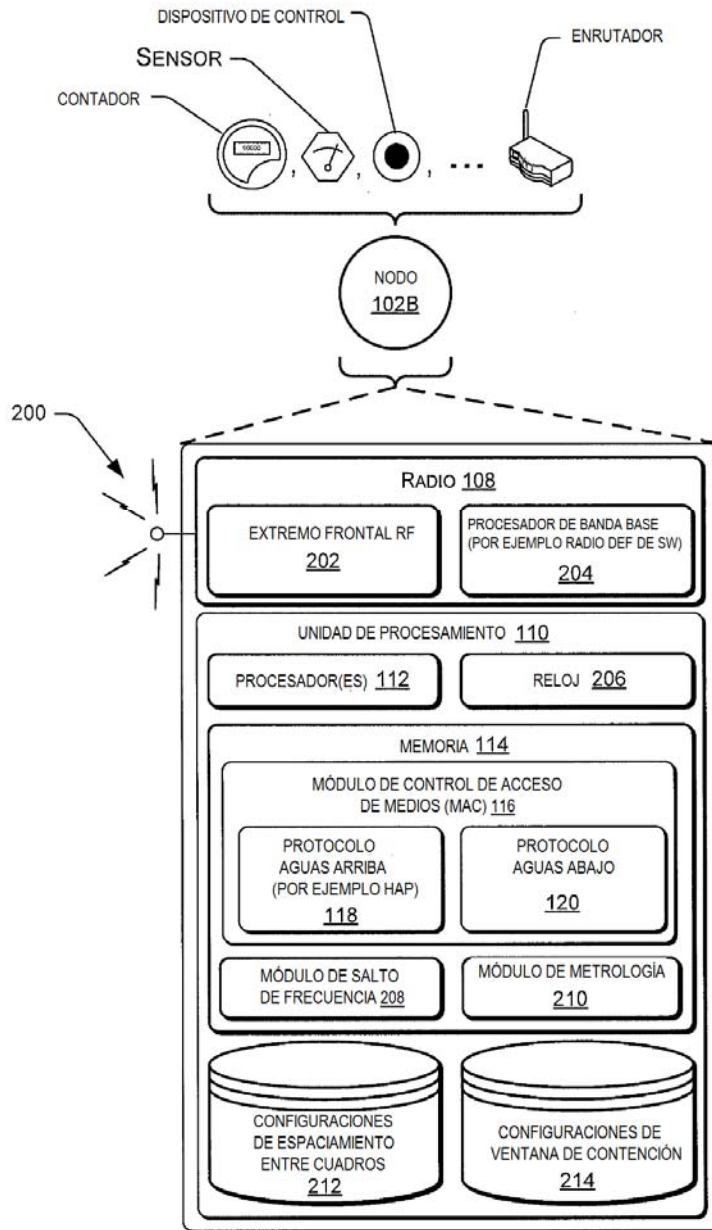 DISPOSITIVO DE CONTROL
ENRUTADOR
SENSOR
CONTADOR
NODO
102B
200
RADIO 108
EXTREMO FRONTAL RF
202
PROCESADOR DE BANDA BASE
(POR EJEMPLO RADIO DEF DE SW)
204
UNIDAD DE PROCESAMIENTO 110
PROCESADOR(ES) 112
RELOJ 206
MEMORIA 114
MÓDULO DE CONTROL DE ACCESO
DE MEDIOS (MAC) 116
PROTOCOLO
AGUAS ARRIBA
(POR EJEMPLO HAP)
118
PROTOCOLO
AGUAS ABAJO
120
MÓDULO DE SALTO
DE FRECUENCIA 208
MÓDULO DE METROLOGÍA
210
CONFIGURACIONES
DE ESPACIAMIENTO
ENTRE CUADROS
212
CONFIGURACIONES DE
VENTANA DE CONTENCIÓN
214